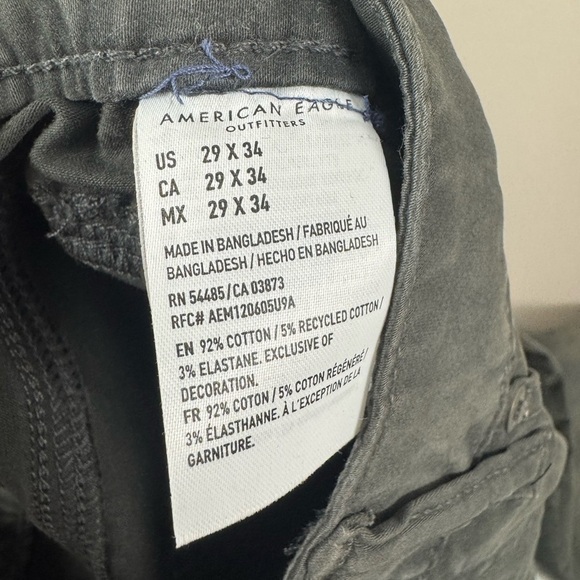 AMERICAN EAGLE
OUTFITTERS
US 29 X 34
CA 29 X 34
MX 29 X 34
MADE IN BANGLADESH / FABRIQUÉ AU
BANGLADESH / HECHO EN BANGLADESH
RN 54485/CA 03873
RFC# AEM120605U9A
EN 92% COTTON / 5% RECYCLED COTTON /
3% ELASTANE. EXCLUSIVE OF
DECORATION.
FR 92% COTON / 5% COTON RÉGÉNÉRÉ /
3% ÉLASTHANNE. À L'EXCEPTION DE LA
GARNITURE.